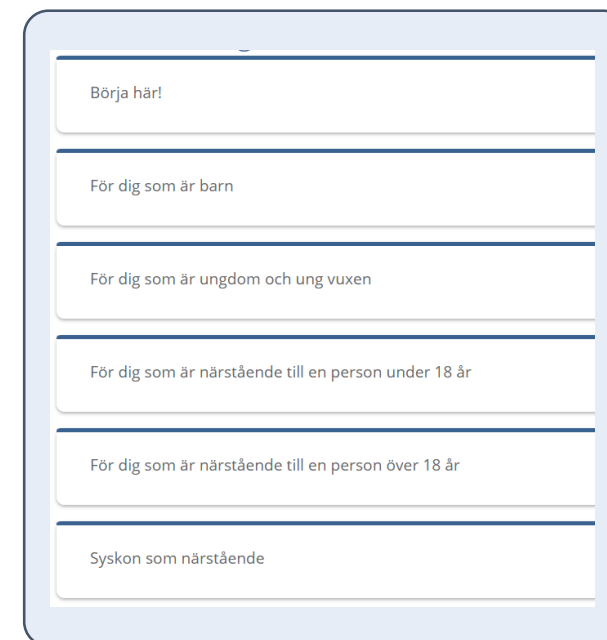 Börja här!
För dig som är barn
För dig som är ungdom och ung vuxen
För dig som är närstående till en person under 18 år
För dig som är närstående till en person över 18 år
Syskon som närstående